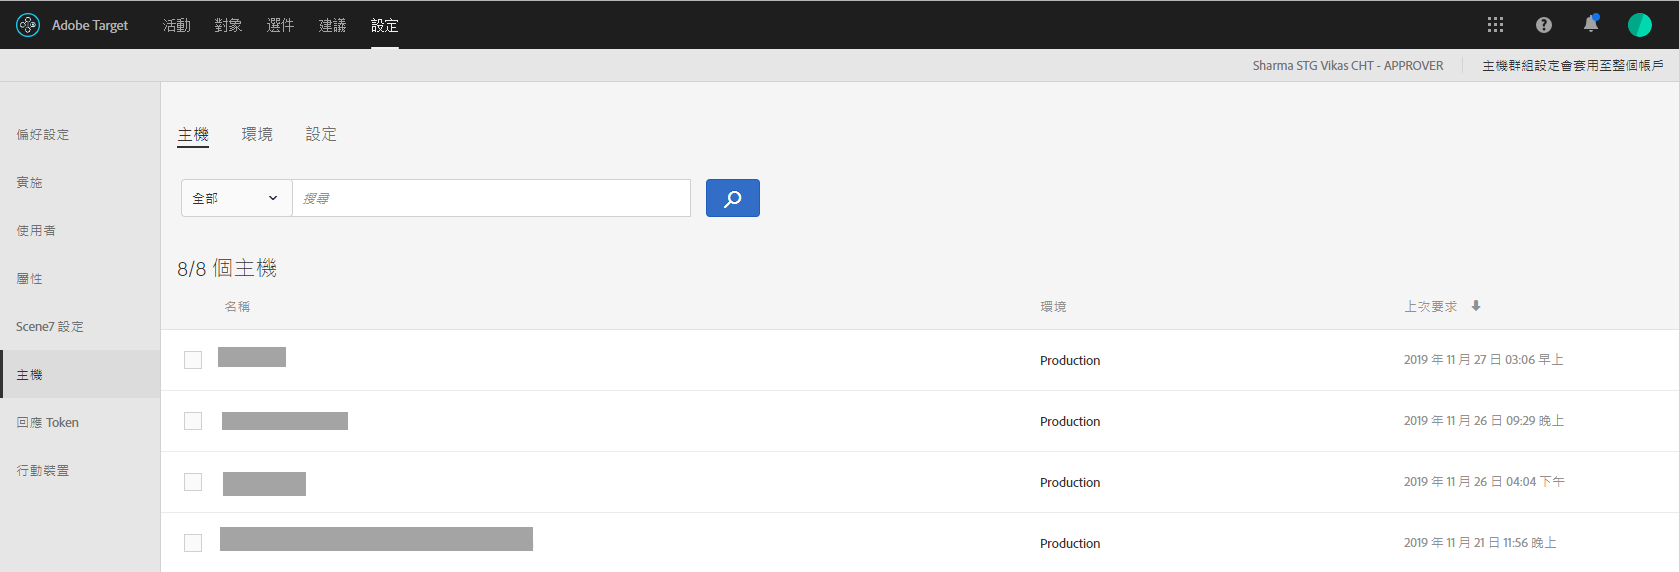 Adobe Target 活動 對象 選件 建議 設定
Sharma STG Vikas CHT - APPROVER 主機群組設定會套用至整個帳戶
偏好設定
實施
使用者
屬性
Scene7 設定
主機
回應 Token
行動裝置
主機 環境 設定
全部 搜尋
8/8 個主機
名稱 環境 上次要求
Production 2019 年 11 月 27 日 03:06 早上
Production 2019 年 11 月 26 日 09:29 晚上
Production 2019 年 11 月 26 日 04:04 下午
Production 2019 年 11 月 21 日 11:56 晚上